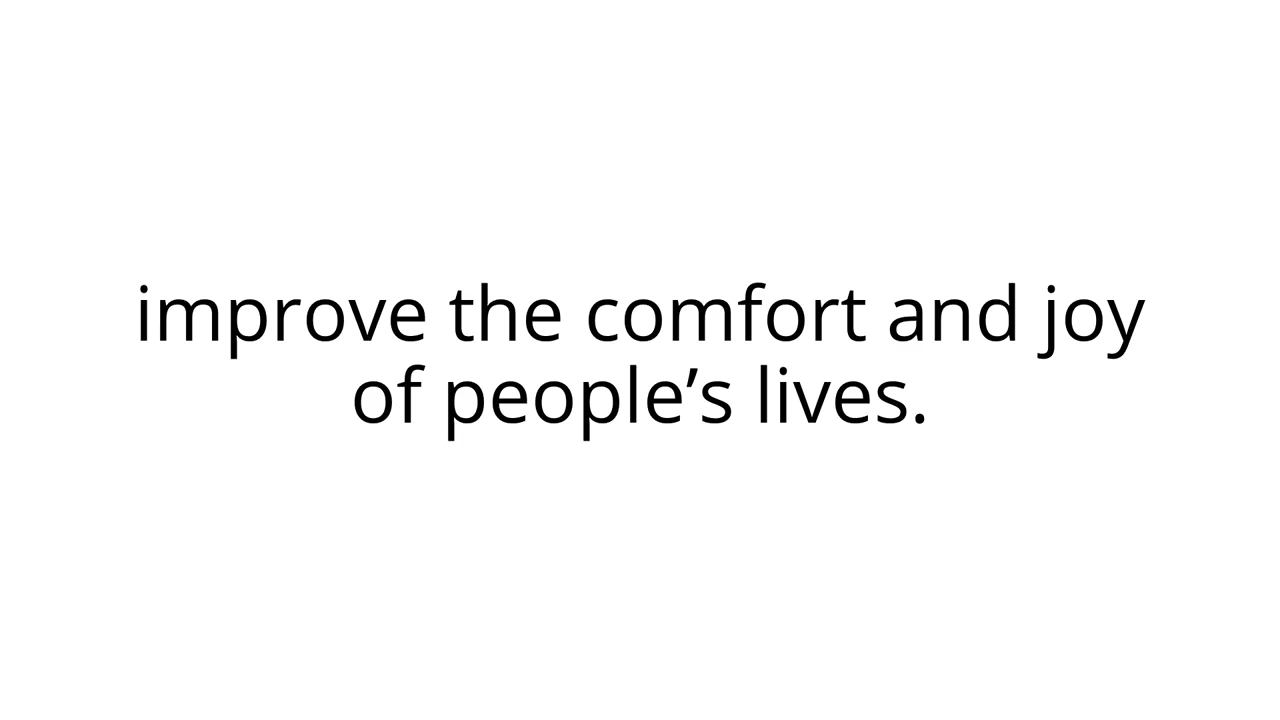 improve the comfort and joy
of people’s lives.